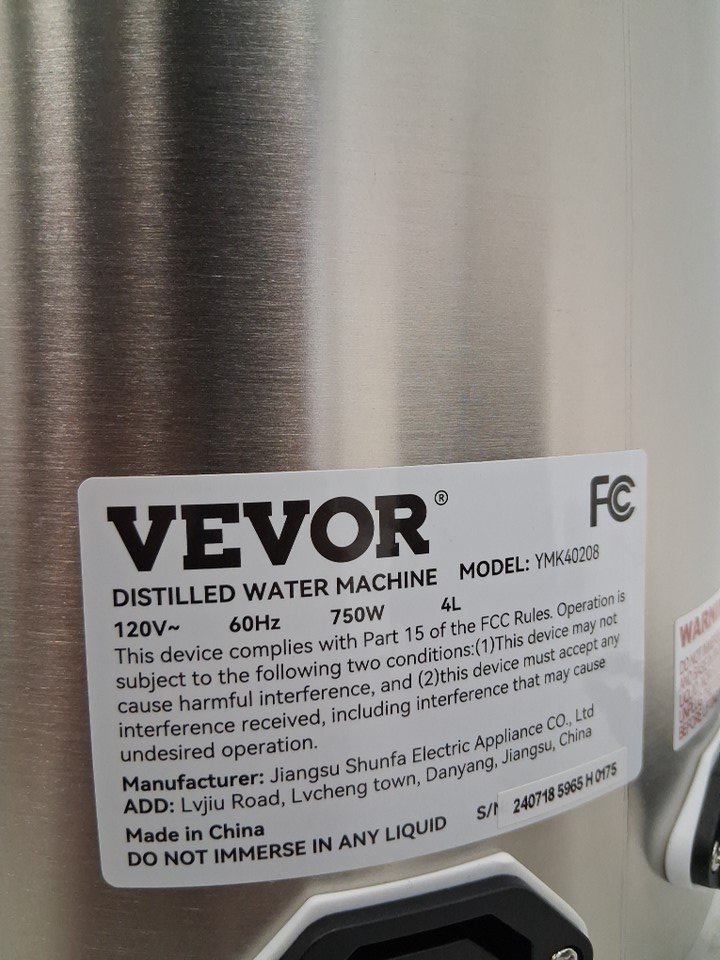 VEVOR®
FC
DISTILLED WATER MACHINE MODEL: YMK40208
120V~ 60Hz 750W 4L
This device complies with Part 15 of the FCC Rules. Operation is
subject to the following two conditions:(1)This device may not
cause harmful interference, and (2)this device must accept any
interference received, including interference that may cause
undesired operation.
Manufacturer: Jiangsu Shunfa Electric Appliance CO., Ltd
ADD: Lvjiu Road, Lvcheng town, Danyang, Jiangsu, China
Made in China
S/N 240718 5965 H 0175
DO NOT IMMERSE IN ANY LIQUID